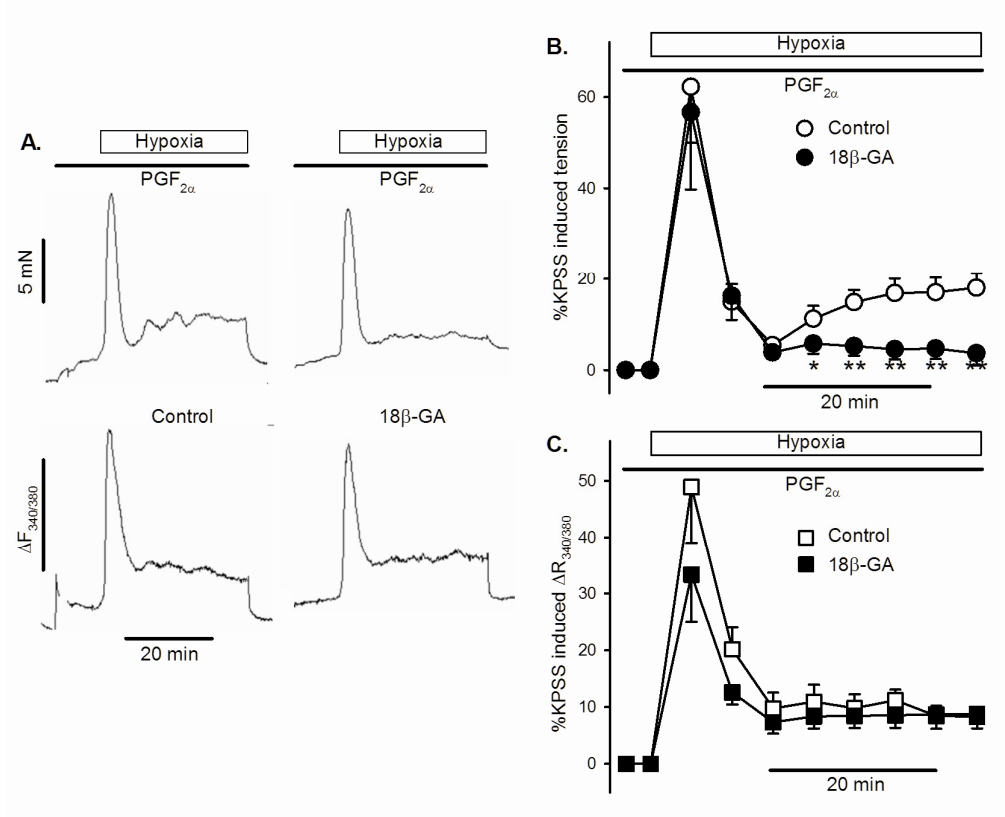 A.
Hypoxia
PGF2α
Hypoxia
PGF2α
5 mN
Control
18β-GA
ΔF340/380
20 min
B.
Hypoxia
PGF2α
Control
18β-GA
%KPSS induced tension
60
40
20
0
*
**
**
**
**
20 min
C.
Hypoxia
PGF2α
Control
18β-GA
%KPSS induced ΔR340/380
50
40
30
20
10
0
20 min